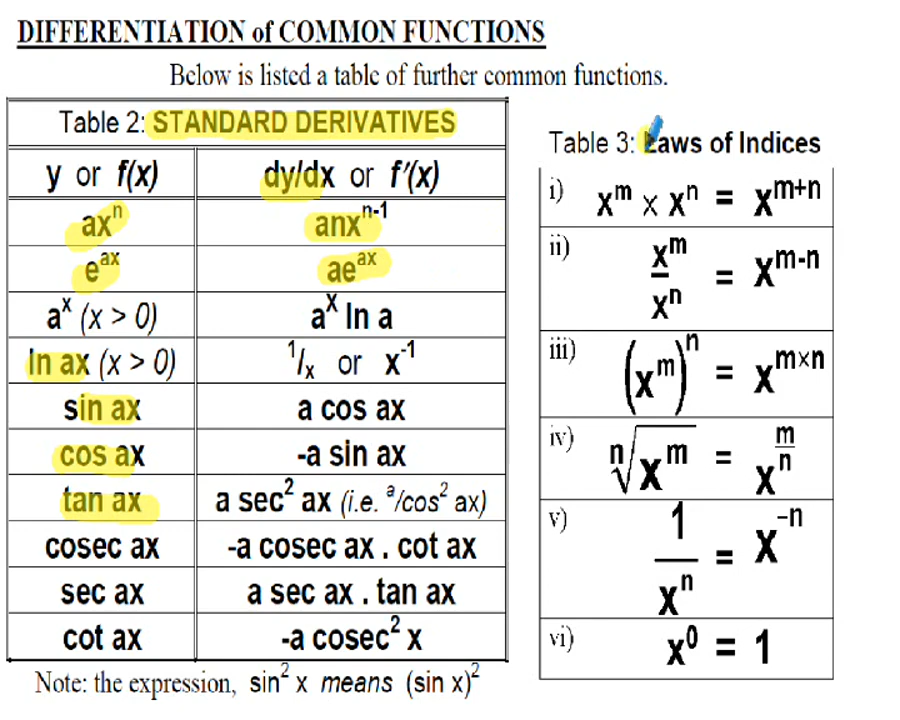 DIFFERENTIATION of COMMON FUNCTIONS
Below is listed a table of further common functions.
Table 2: STANDARD DERIVATIVES
y or f(x) dy/dx or f′(x)
axⁿ anxⁿ⁻¹
eᵃˣ aeᵃˣ
aˣ (x > 0) aˣ ln a
ln ax (x > 0) ¹/ₓ or x⁻¹
sin ax a cos ax
cos ax -a sin ax
tan ax a sec² ax (i.e. ᵃ/cos² ax)
cosec ax -a cosec ax . cot ax
sec ax a sec ax . tan ax
cot ax -a cosec² x
Note: the expression, sin² x means (sin x)²
Table 3: Laws of Indices
i) xᵐ × xⁿ = xᵐ⁺ⁿ
ii) xᵐ/xⁿ = xᵐ⁻ⁿ
iii) (xᵐ)ⁿ = xᵐˣⁿ
iv) ⁿ√xᵐ = x^(m/n)
v) 1/xⁿ = x⁻ⁿ
vi) x⁰ = 1